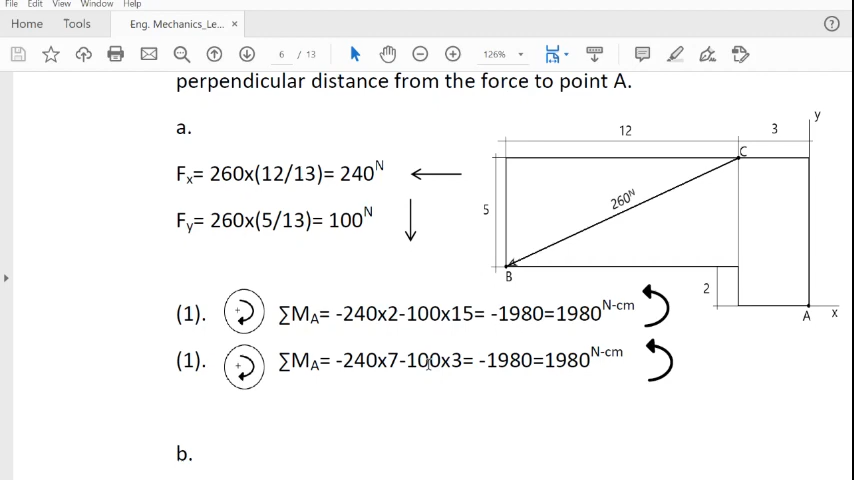 File Edit View Window Help
Home Tools Eng. Mechanics_Le... ×
6 / 13 126%
perpendicular distance from the force to point A.
a.
Fx= 260x(12/13)= 240N
Fy= 260x(5/13)= 100N
12 3 y
C
5
260N
B
2
A x
(1). + ∑MA= -240x2-100x15= -1980=1980N-cm
(1). + ∑MA= -240x7-100x3= -1980=1980N-cm
b.